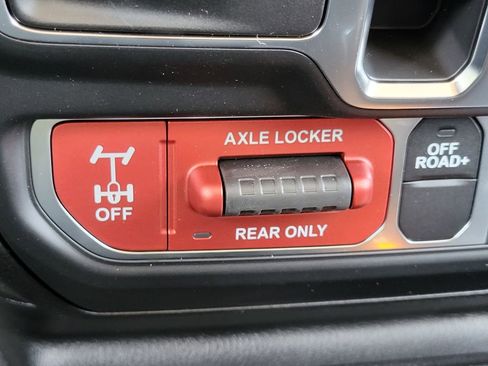 AXLE LOCKER
OFF
REAR ONLY
OFF
ROAD+